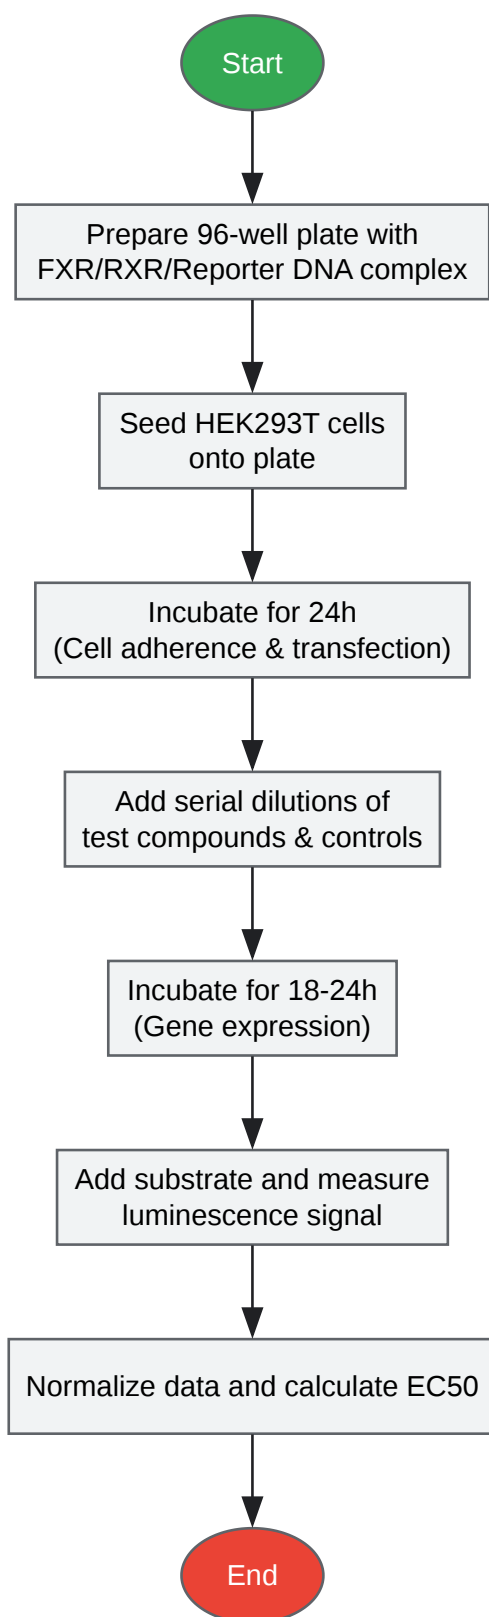 Start
Prepare 96-well plate with
FXR/RXR/Reporter DNA complex
Seed HEK293T cells
onto plate
Incubate for 24h
(Cell adherence & transfection)
Add serial dilutions of
test compounds & controls
Incubate for 18-24h
(Gene expression)
Add substrate and measure
luminescence signal
Normalize data and calculate EC50
End